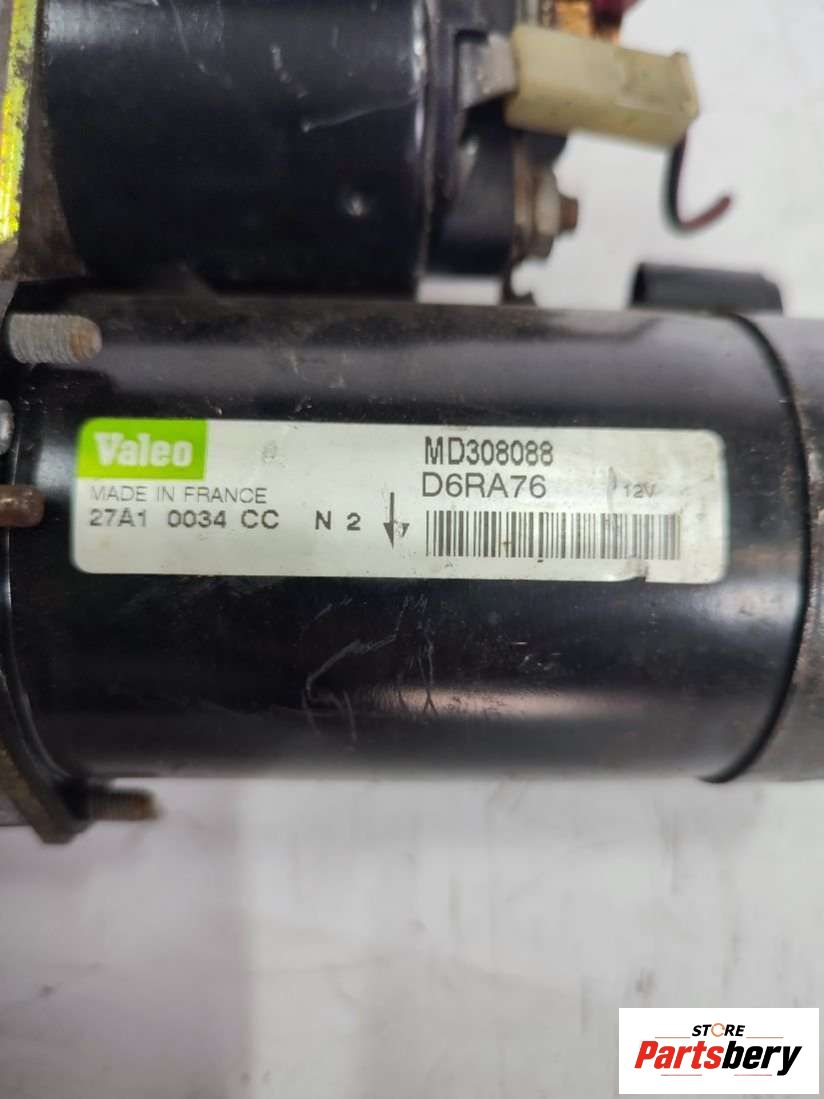 Valeo
MD308088
MADE IN FRANCE
D6RA76
12V
27A1 0034 CC N 2
STORE
Partsbery